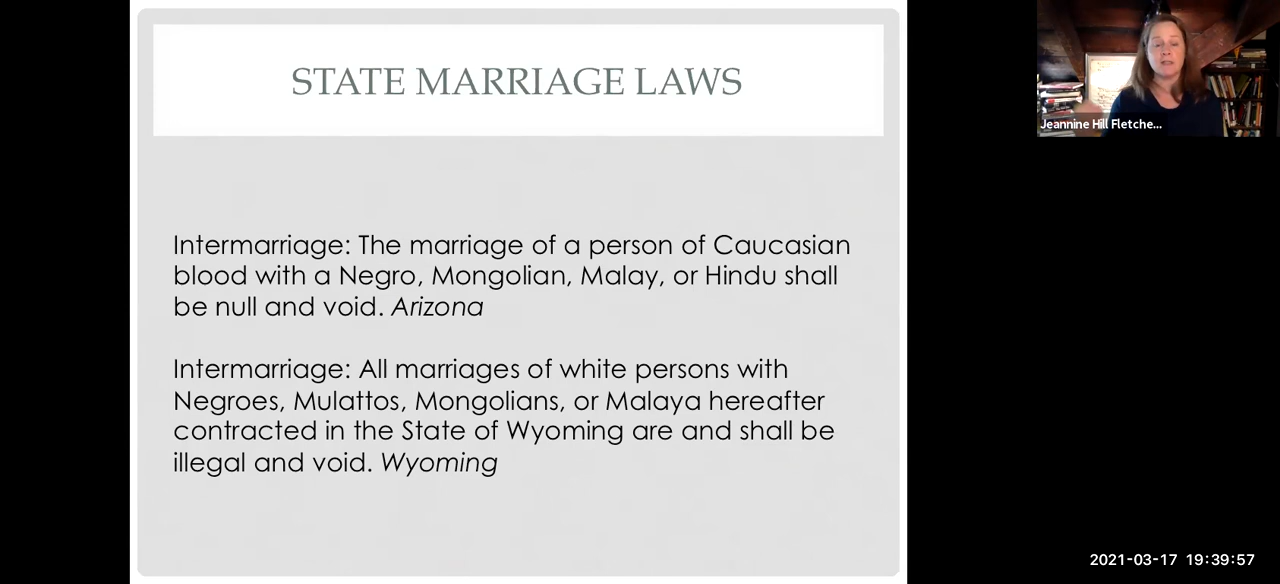 STATE MARRIAGE LAWS
Intermarriage: The marriage of a person of Caucasian
blood with a Negro, Mongolian, Malay, or Hindu shall
be null and void. Arizona
Intermarriage: All marriages of white persons with
Negroes, Mulattos, Mongolians, or Malaya hereafter
contracted in the State of Wyoming are and shall be
illegal and void. Wyoming
Jeannine Hill Fletche...
2021-03-17 19:39:57